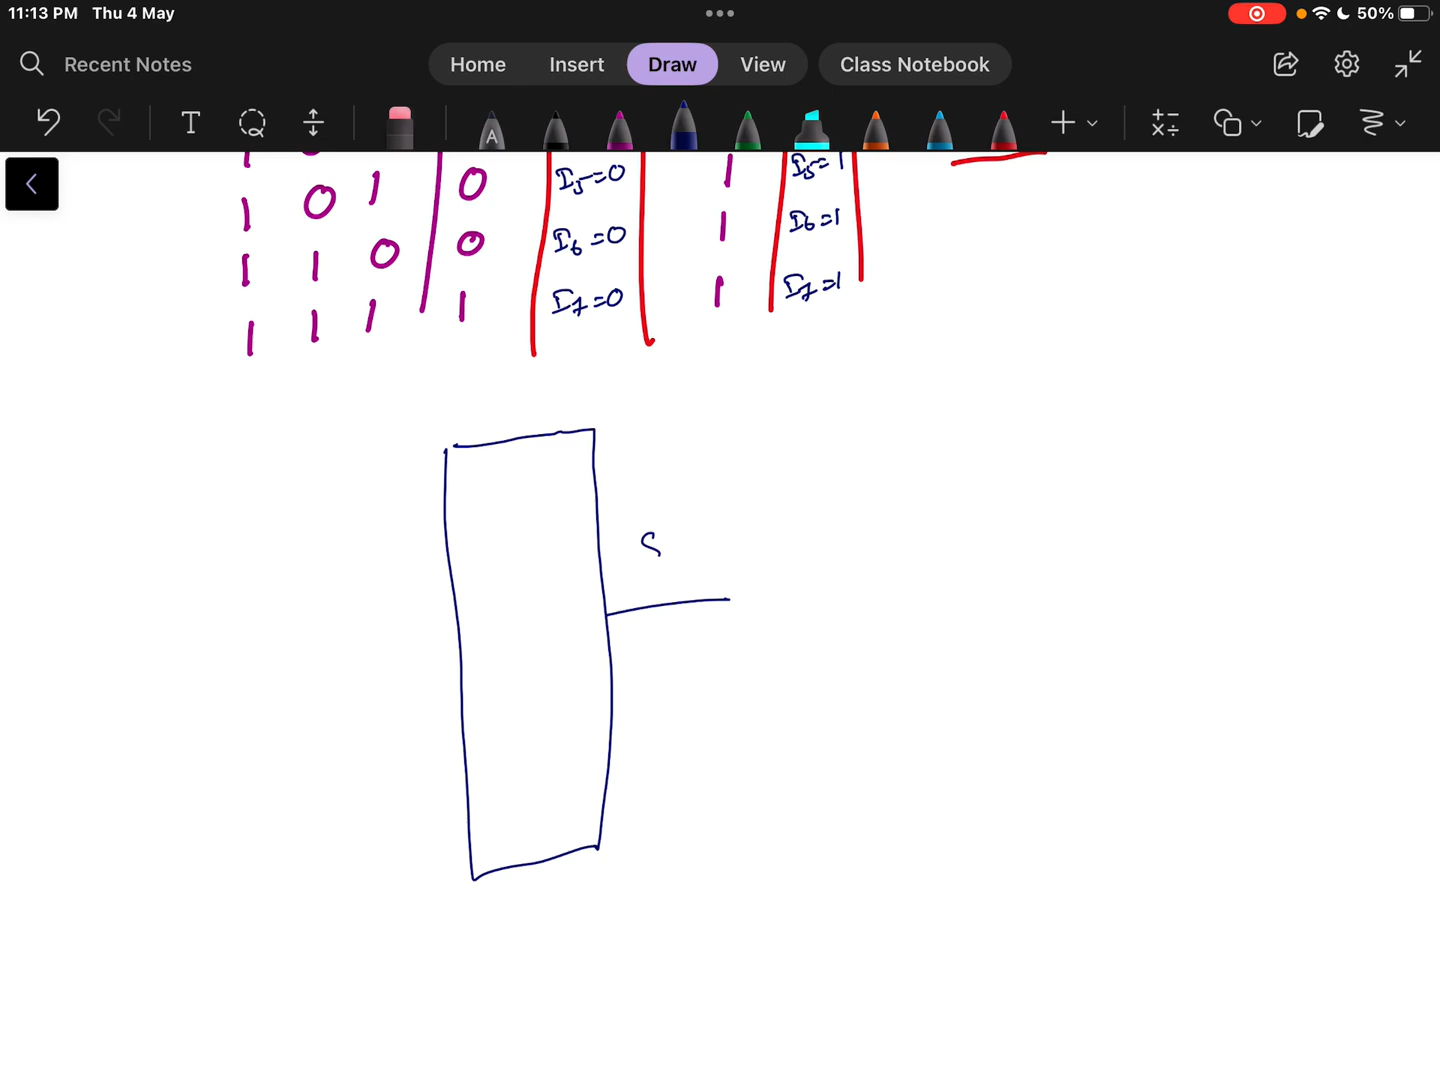 11:13 PM Thu 4 May
50%
Recent Notes
Home Insert Draw View Class Notebook
T A
1 I₅=0 1 I₅=1
1 0 1 0
I₆=0 1 I₆=1
1 1 0 0
I₇=0 1 I₇=1
1 1 1 1
S